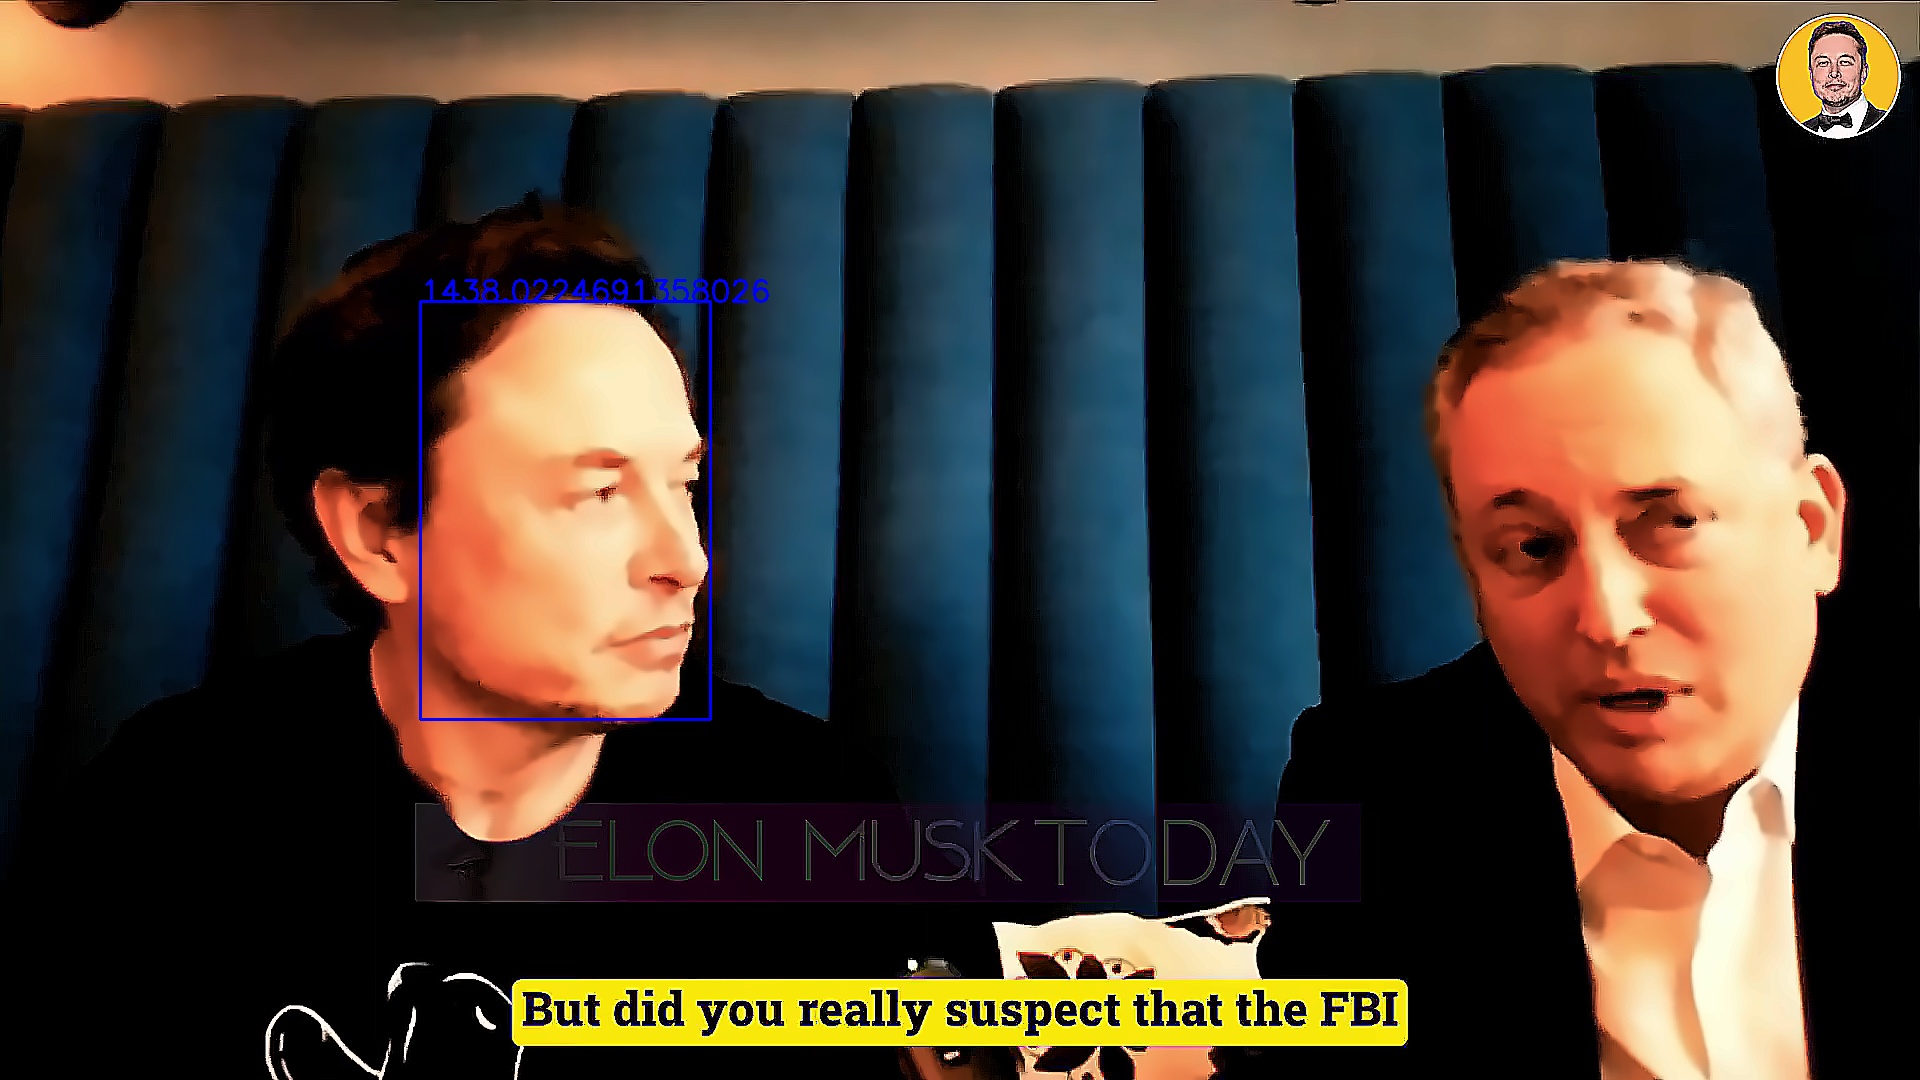 1438.0224691358026
ELON MUSK TODAY
But did you really suspect that the FBI